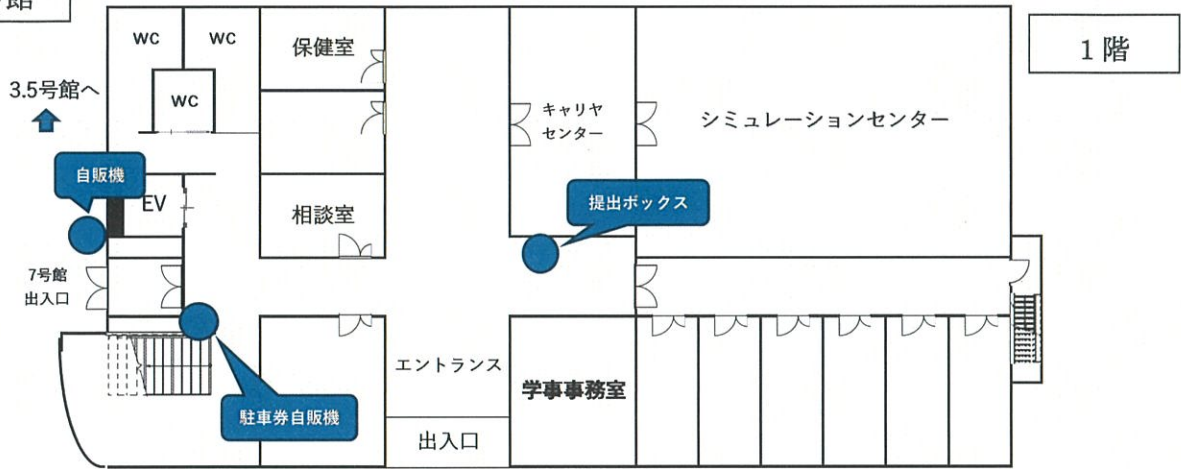 館
1階
WC
WC
保健室
3.5号館へ
WC
キャリヤ
センター
シミュレーションセンター
自販機
EV
相談室
提出ボックス
7号館
出入口
エントランス
学事事務室
駐車券自販機
出入口